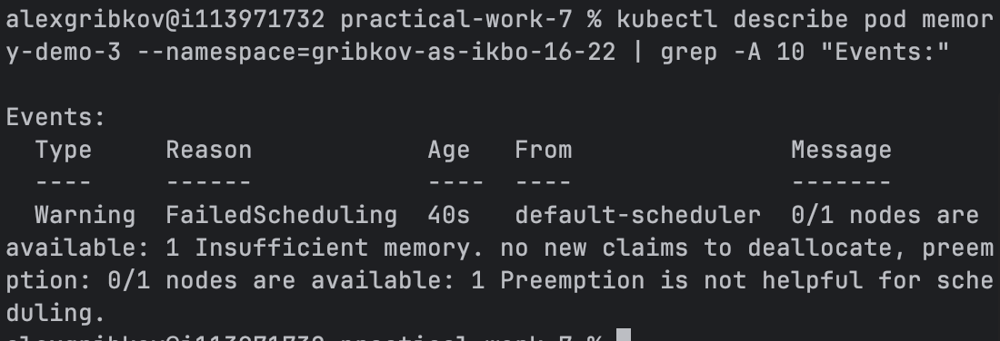 alexgribkov@i113971732 practical-work-7 % kubectl describe pod memor
y-demo-3 --namespace=gribkov-as-ikbo-16-22 | grep -A 10 "Events:"
Events:
  Type     Reason            Age   From               Message
  ----     ------            ----  ----               -------
  Warning  FailedScheduling  40s   default-scheduler  0/1 nodes are
available: 1 Insufficient memory. no new claims to deallocate, preem
ption: 0/1 nodes are available: 1 Preemption is not helpful for sche
duling.
alexgribkov@i113971732 practical-work-7 %